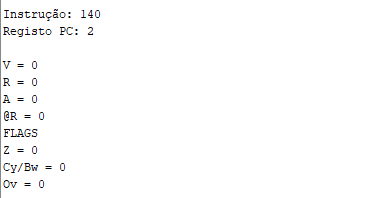 Instrução: 140
Registo PC: 2
V = 0
R = 0
A = 0
@R = 0
FLAGS
Z = 0
Cy/Bw = 0
Ov = 0